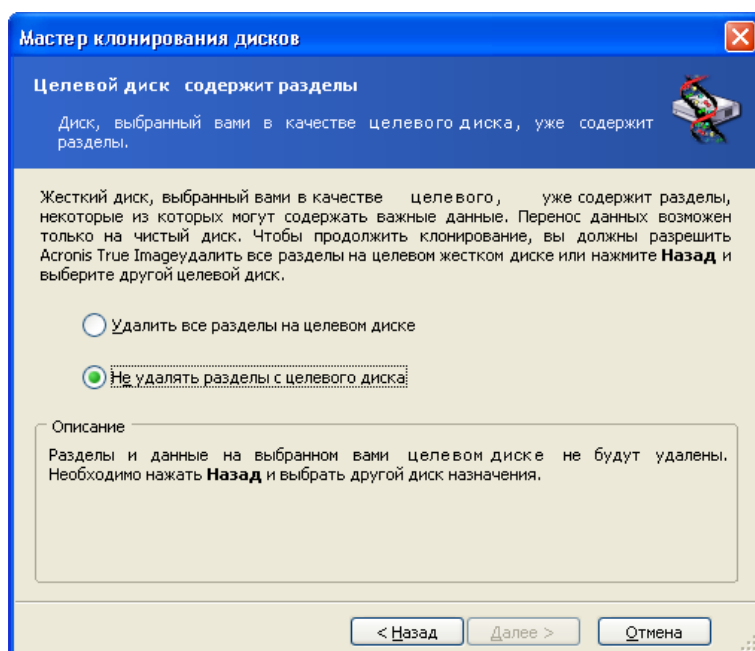 Мастер клонирования дисков
Целевой диск содержит разделы
Диск, выбранный вами в качестве целевого диска, уже содержит
разделы.
Жесткий диск, выбранный вами в качестве целевого, уже содержит разделы,
некоторые из которых могут содержать важные данные. Перенос данных возможен
только на чистый диск. Чтобы продолжить клонирование, вы должны разрешить
Acronis True Imageудалить все разделы на целевом жестком диске или нажмите Назад и
выберите другой целевой диск.
Удалить все разделы на целевом диске
Не удалять разделы с целевого диска
Описание
Разделы и данные на выбранном вами целевом диске не будут удалены.
Необходимо нажать Назад и выбрать другой диск назначения.
< Назад Далее > Отмена